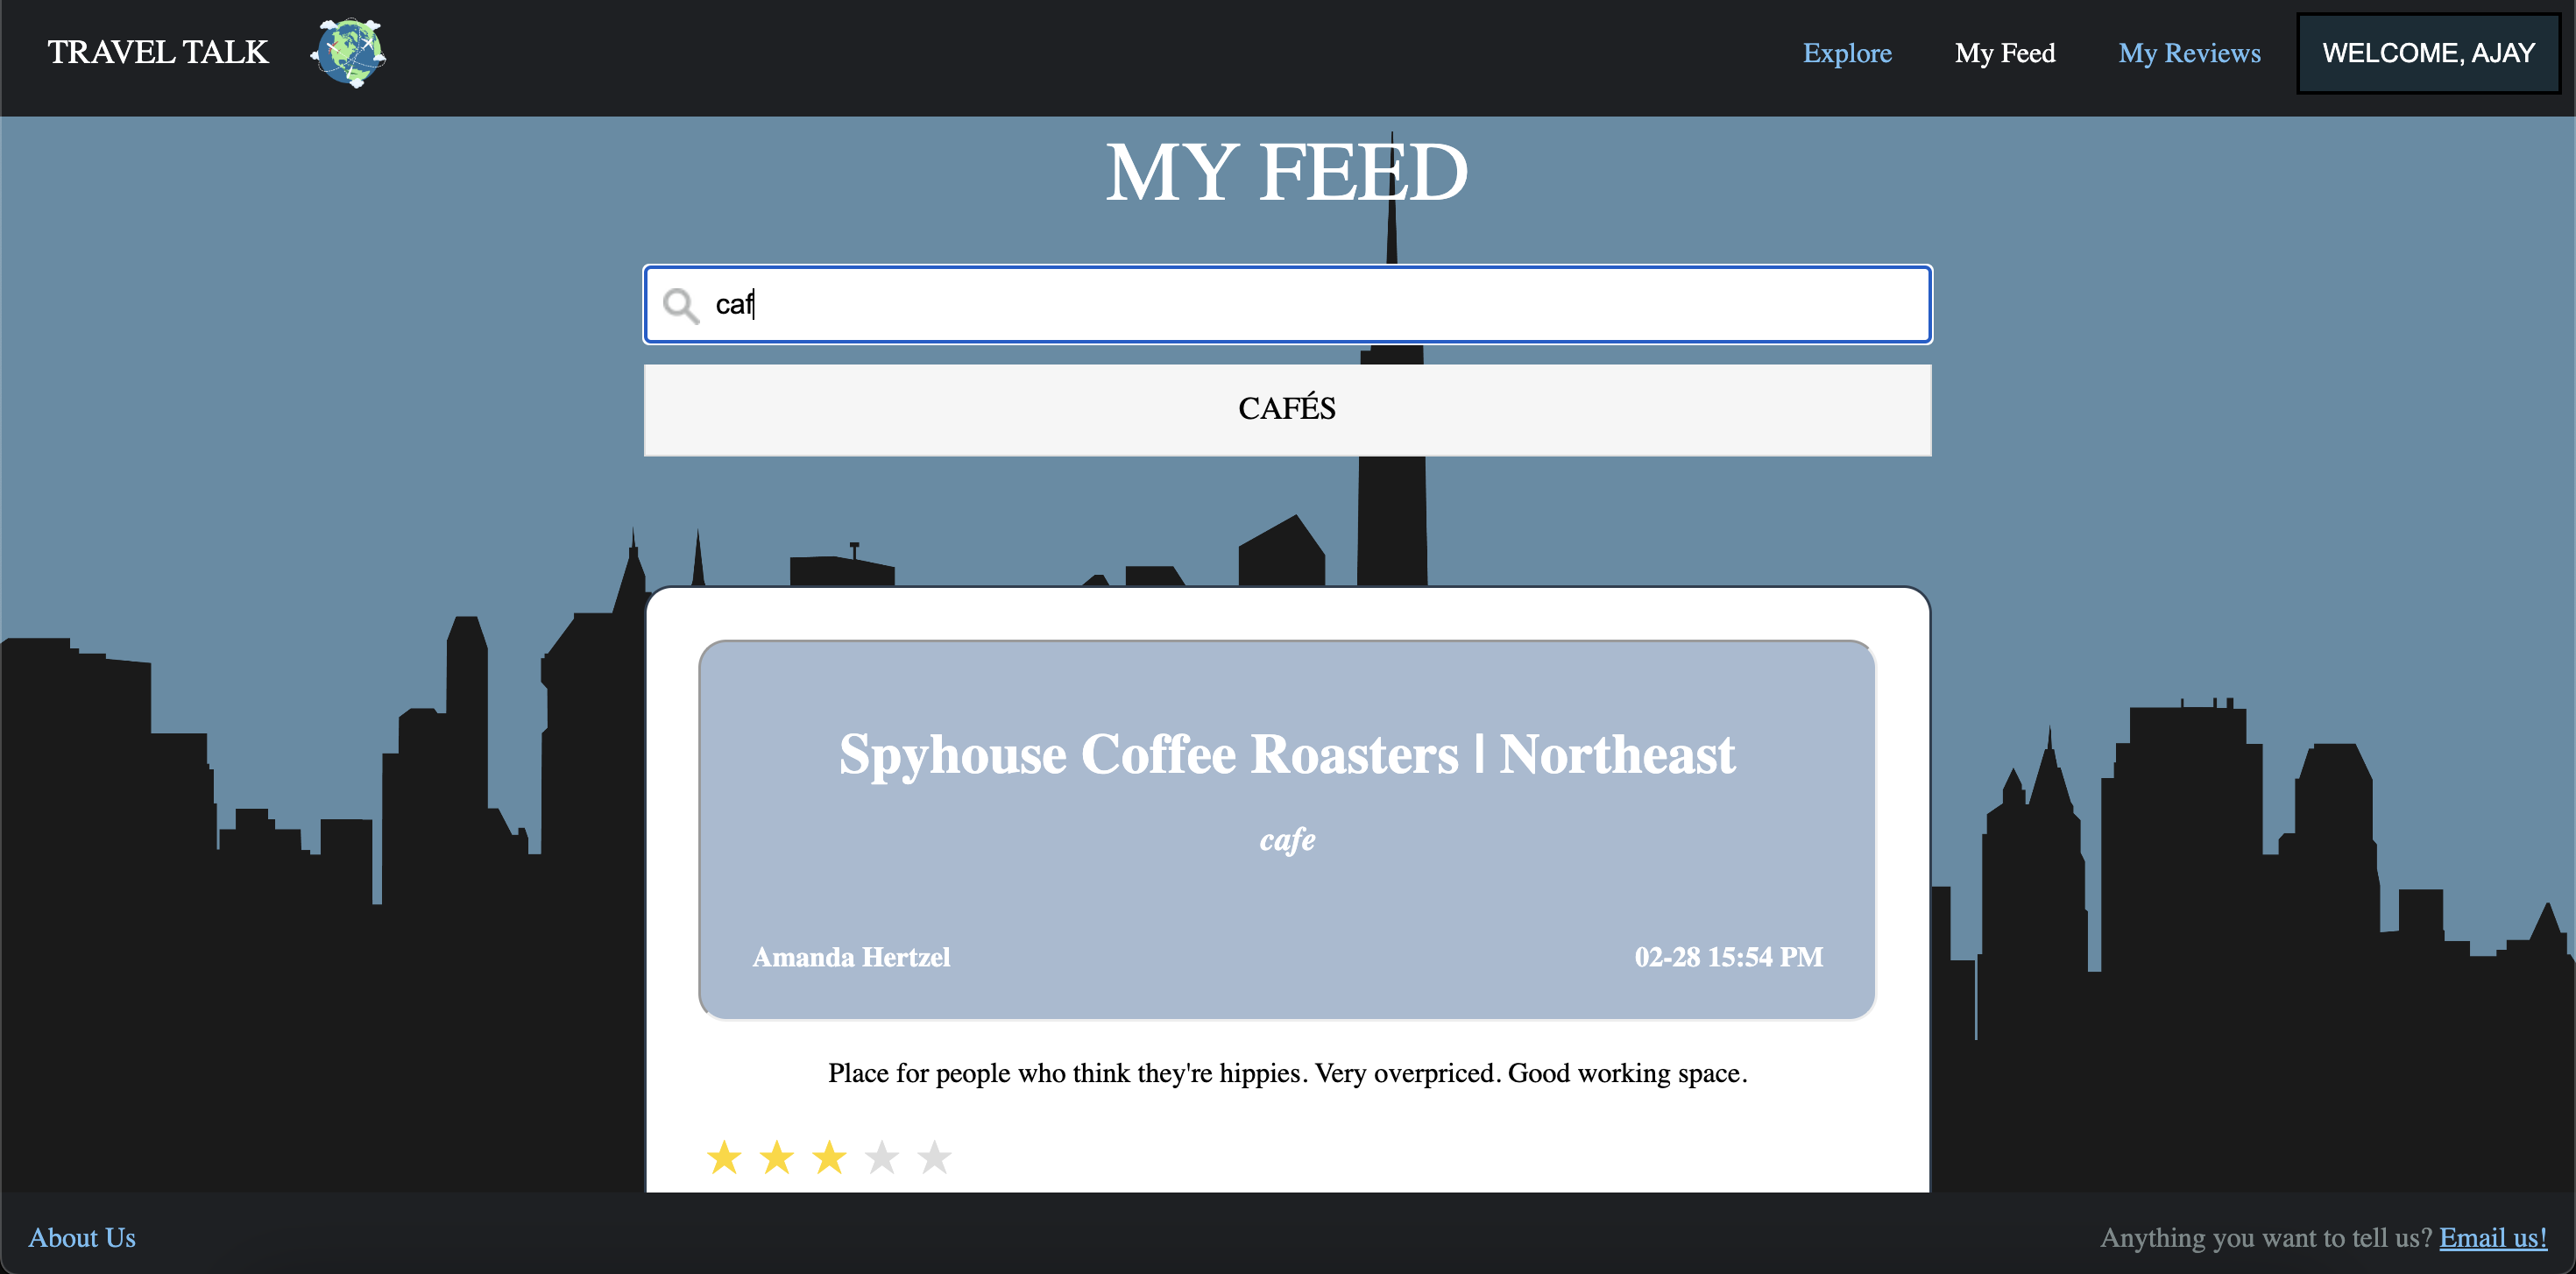 TRAVEL TALK
Explore
My Feed
My Reviews
WELCOME, AJAY
MY FEED
caf
CAFÉS
Spyhouse Coffee Roasters | Northeast
cafe
Amanda Hertzel
02-28 15:54 PM
Place for people who think they're hippies. Very overpriced. Good working space.
About Us
Anything you want to tell us? Email us!